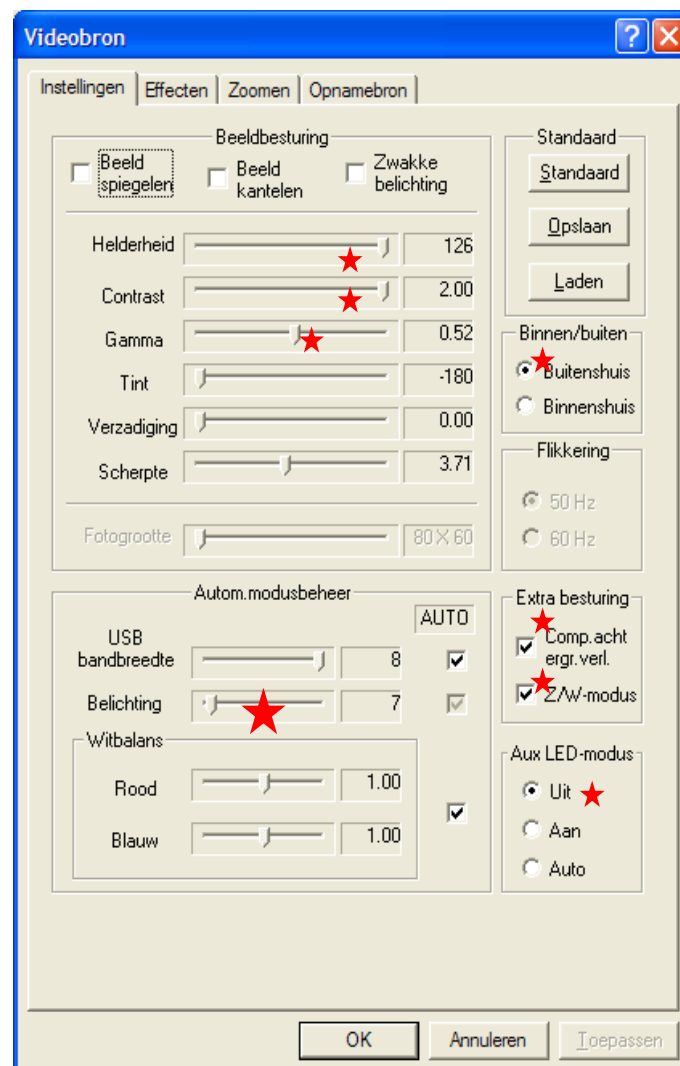 Videobron
Instellingen Effecten Zoomen Opnamebron
Beeldbesturing
Beeld
spiegelen
Beeld
kantelen
Zwakke
belichting
Helderheid 126
Contrast 2.00
Gamma 0.52
Tint -180
Verzadiging 0.00
Scherpte 3.71
Fotogrootte 80X60
Standaard
Standaard
Opslaan
Laden
Binnen/buiten
Buitenshuis
Binnenshuis
Flikkering
50 Hz
60 Hz
Autom.modusbeheer
AUTO
USB
bandbreedte 8
Belichting 7
Witbalans
Rood 1.00
Blauw 1.00
Extra besturing
Comp.acht
ergr.verl.
Z/W-modus
Aux LED-modus
Uit
Aan
Auto
OK Annuleren Toepassen